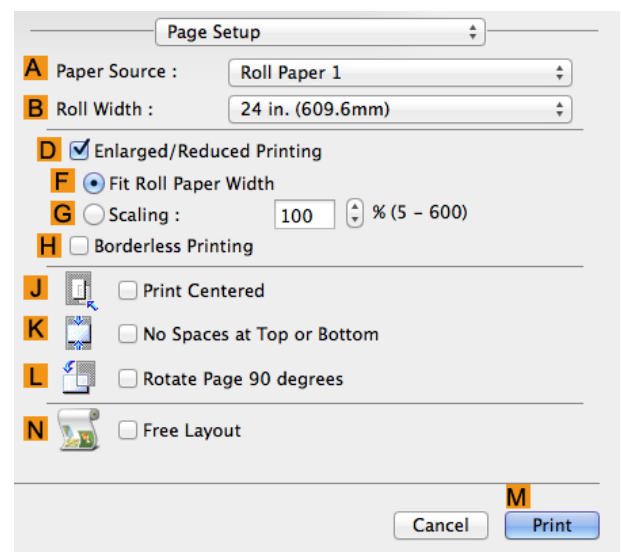 Page Setup
A Paper Source : Roll Paper 1
B Roll Width : 24 in. (609.6mm)
D Enlarged/Reduced Printing
F Fit Roll Paper Width
G Scaling : 100 % (5 – 600)
H Borderless Printing
J Print Centered
K No Spaces at Top or Bottom
L Rotate Page 90 degrees
N Free Layout
M
Cancel Print